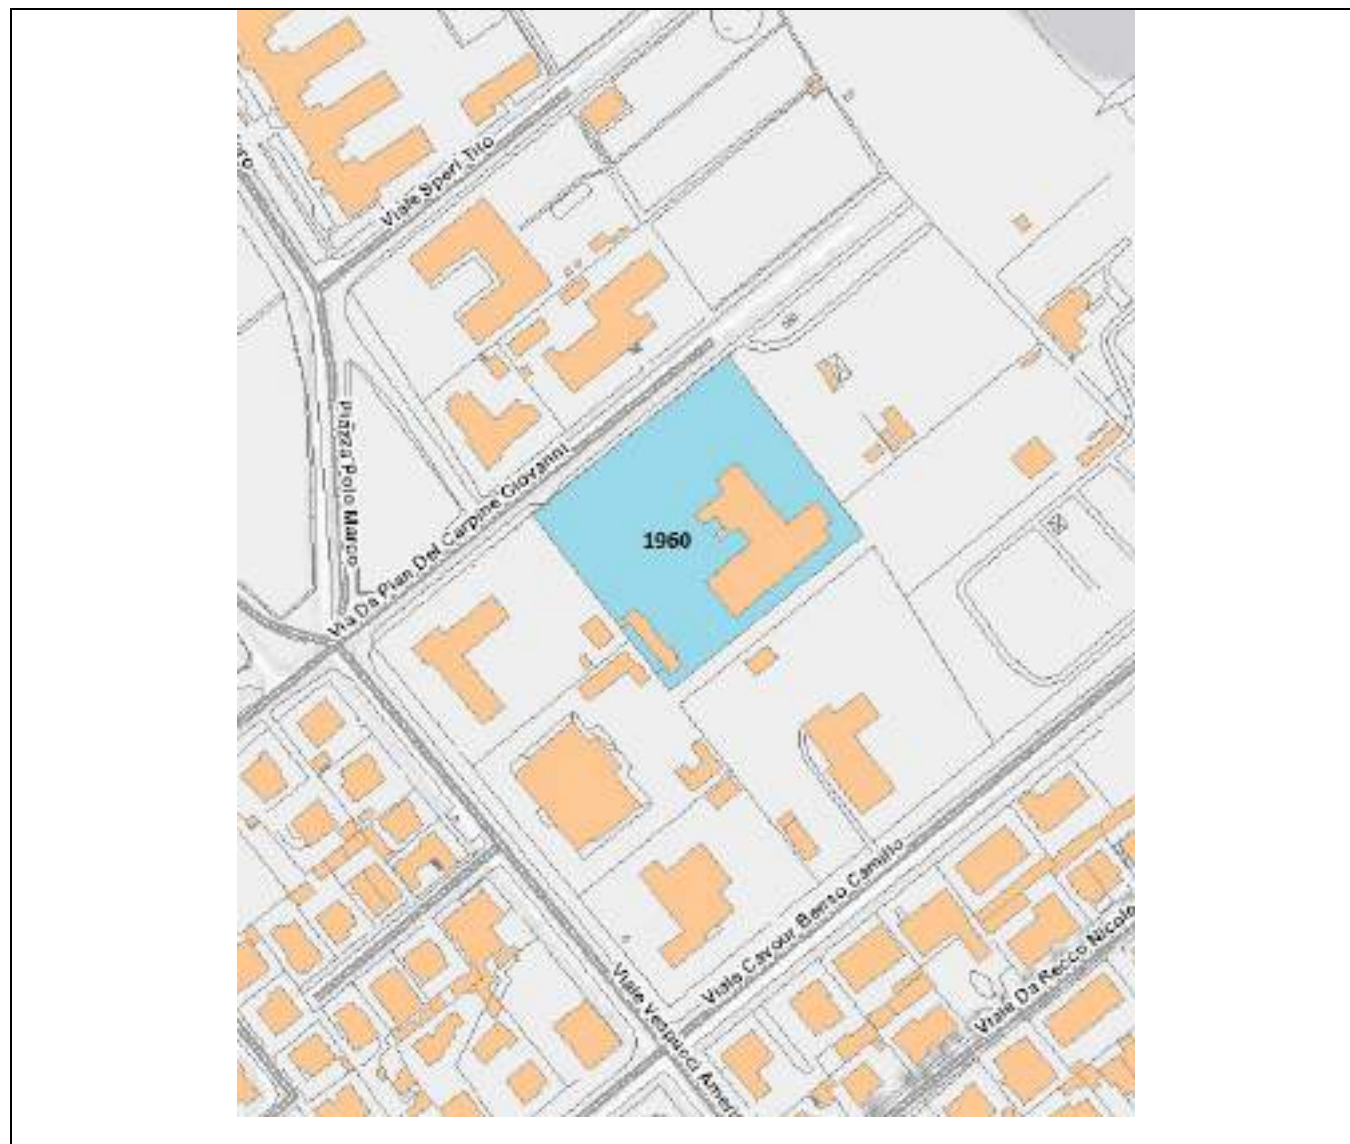 Viale Speri Tito
Piazza Polo Marco
Via Da Pian Del Carpine Giovanni
1960
Viale Cavour Benso Camillo
Viale Da Recco Nicolo
Viale Vespucci Ameri